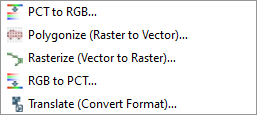 PCT to RGB...
Polygonize (Raster to Vector)...
Rasterize (Vector to Raster)...
RGB to PCT...
Translate (Convert Format)...